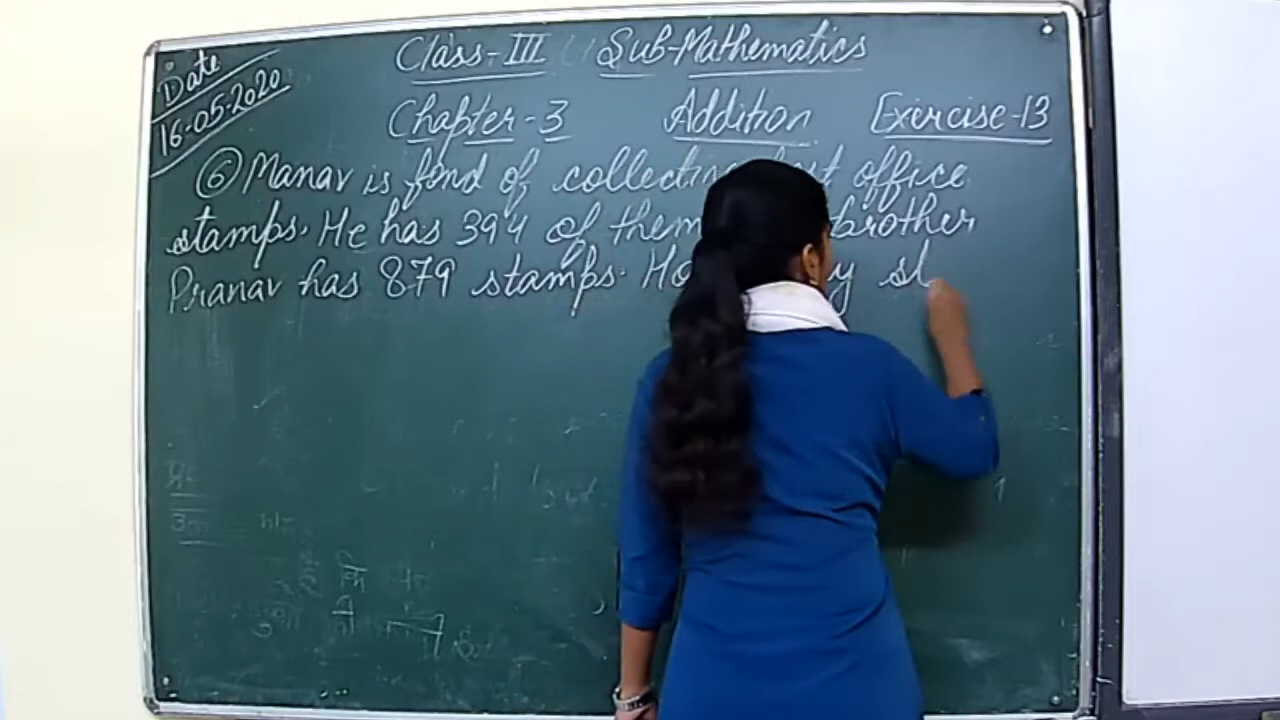 Date
16-05-2020
Class-III Sub-Mathematics
Chapter-3 Addition Exercise-13
⑥ Manav is fond of office
stamps. He has 394 of them brother
Pranav has 879 stamps.